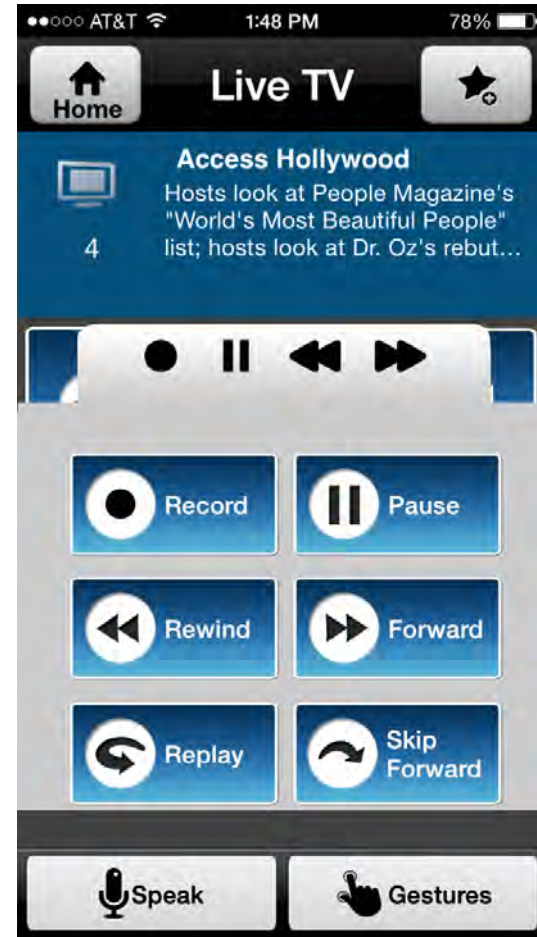 AT&T 1:48 PM 78%
Home
Live TV
Access Hollywood
Hosts look at People Magazine's
"World's Most Beautiful People"
4
list; hosts look at Dr. Oz's rebut...
Record
Pause
Rewind
Forward
Replay
Skip
Forward
Speak
Gestures